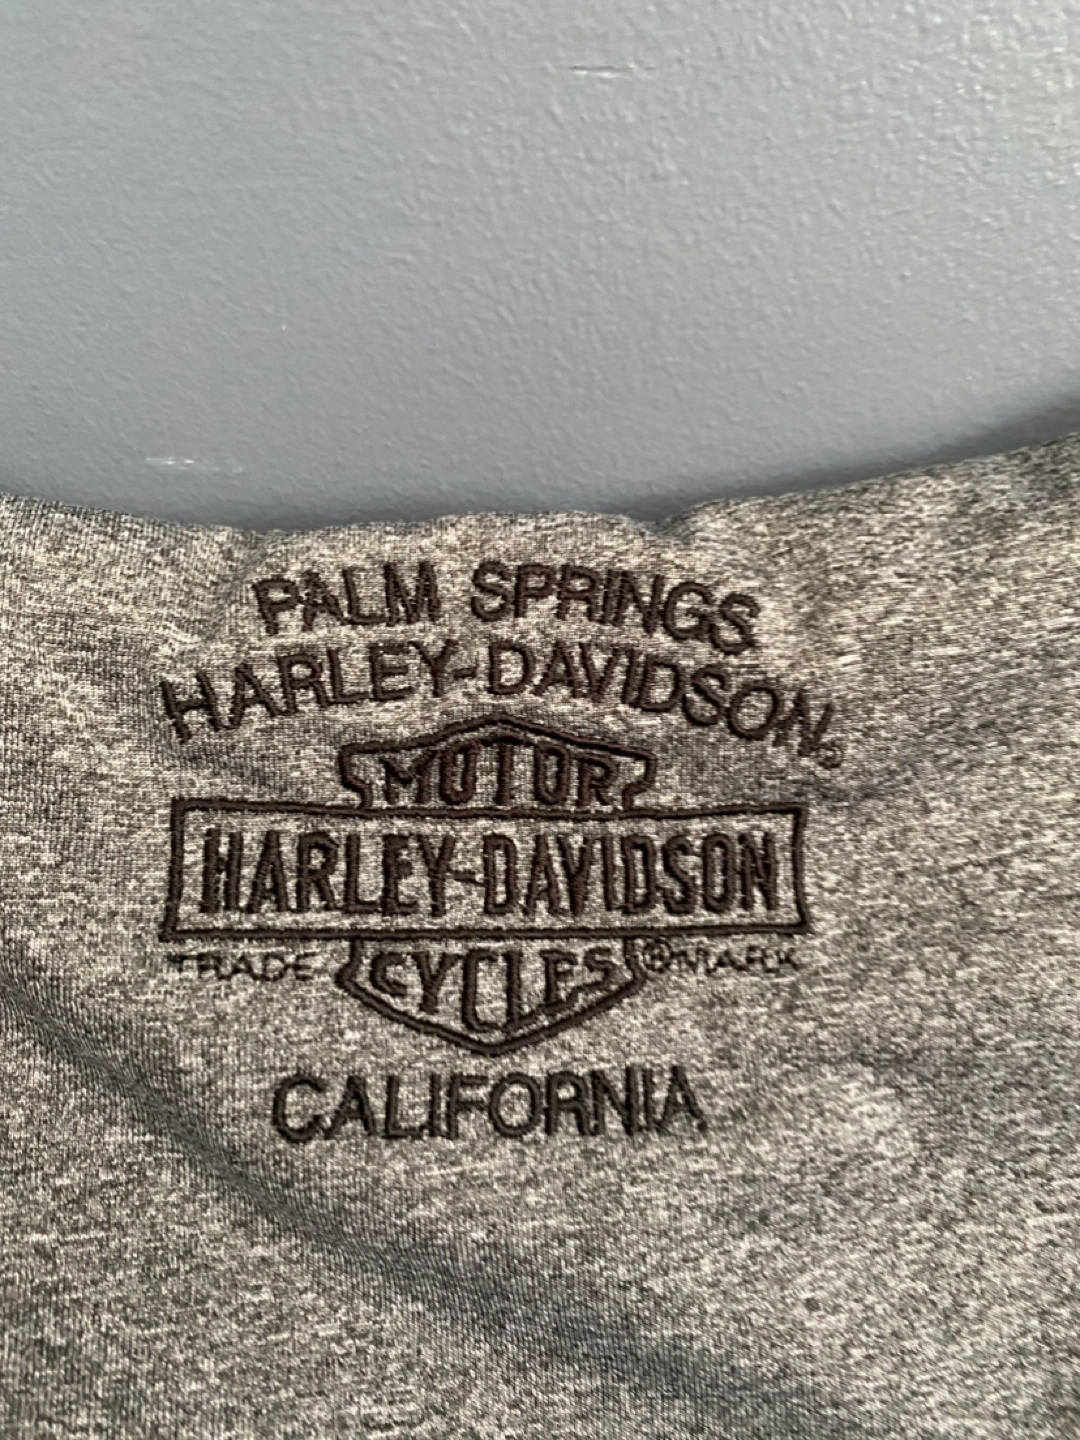 PALM SPRINGS
HARLEY-DAVIDSON®
MOTOR
HARLEY-DAVIDSON
TRADE CYCLES ® MARK
CALIFORNIA